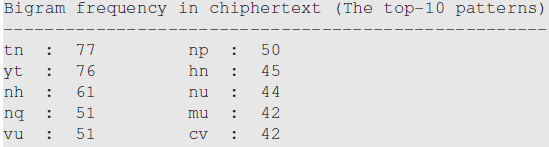 Bigram frequency in chiphertext (The top-10 patterns)
-----------------------------------------------------
tn : 77 np : 50
yt : 76 hn : 45
nh : 61 nu : 44
nq : 51 mu : 42
vu : 51 cv : 42